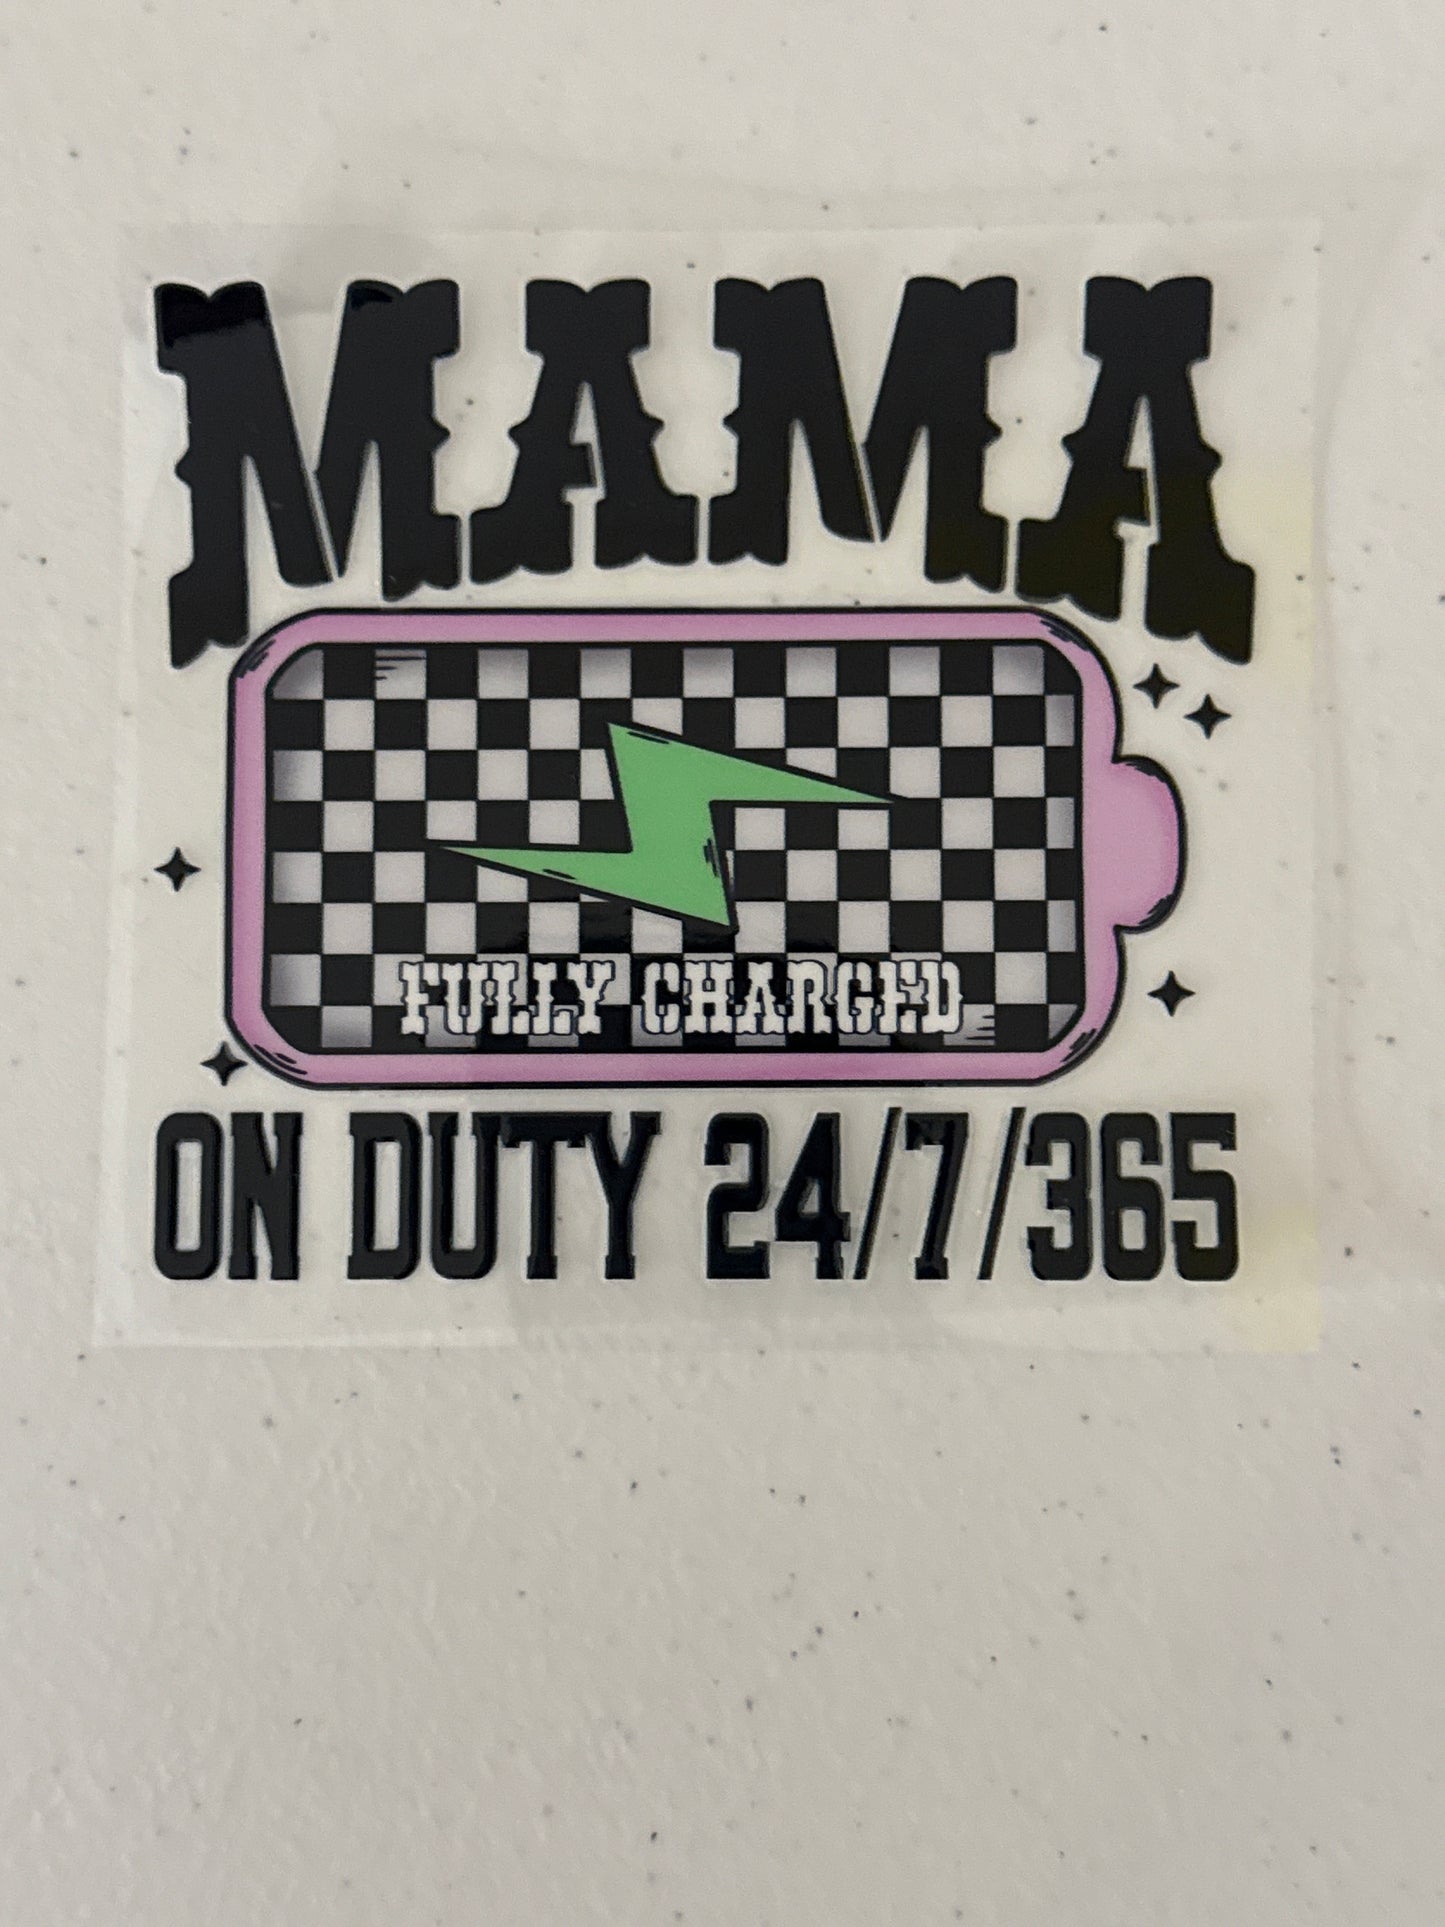 MAMA
FULLY CHARGED
ON DUTY 24/7/365